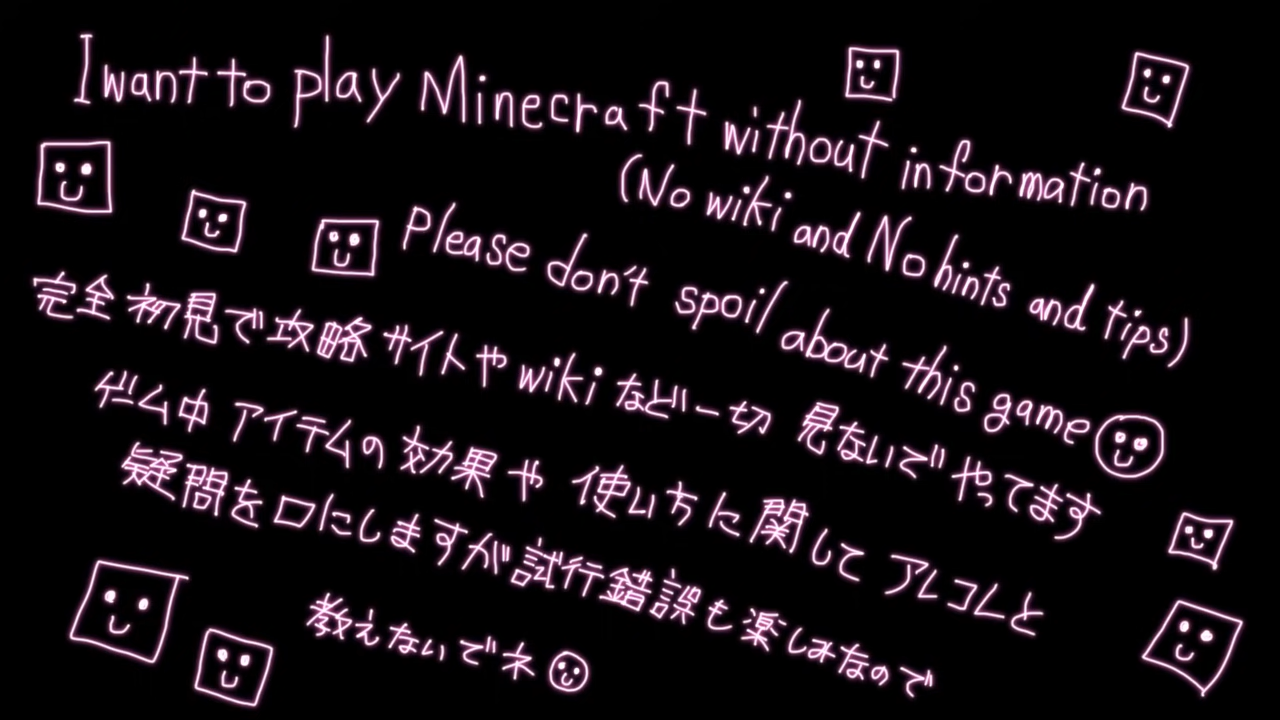 I want to play Minecraft without information
(No wiki and No hints and tips)
Please don't spoil about this game
完全初見で攻略サイトやwikiなど一切見ないでやってます
ゲーム中アイテムの効果や使い方に関してアレコレと
疑問を口にしますが試行錯誤も楽しみなので
教えないでネ